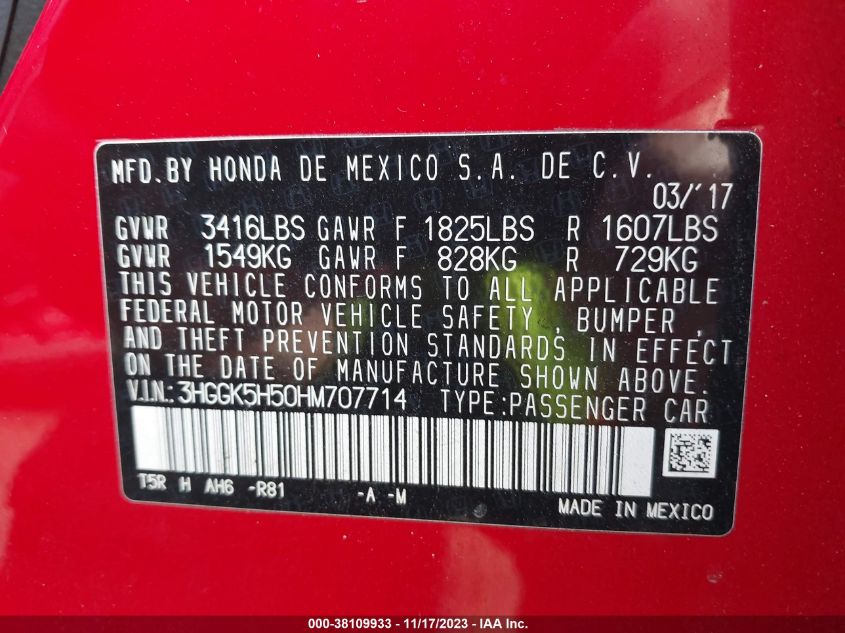 MFD.BY HONDA DE MEXICO S.A. DE C.V.
03/'17
GVWR 3416LBS GAWR F 1825LBS R 1607LBS
GVWR 1549KG GAWR F 828KG R 729KG
THIS VEHICLE CONFORMS TO ALL APPLICABLE
FEDERAL MOTOR VEHICLE SAFETY , BUMPER ,
AND THEFT PREVENTION STANDARDS IN EFFECT
ON THE DATE OF MANUFACTURE SHOWN ABOVE.
V.I.N: 3HGGK5H50HM707714 TYPE:PASSENGER CAR
T5R H AH6 -R81 -A -M
MADE IN MEXICO
000-38109933 - 11/17/2023 - IAAI.COM